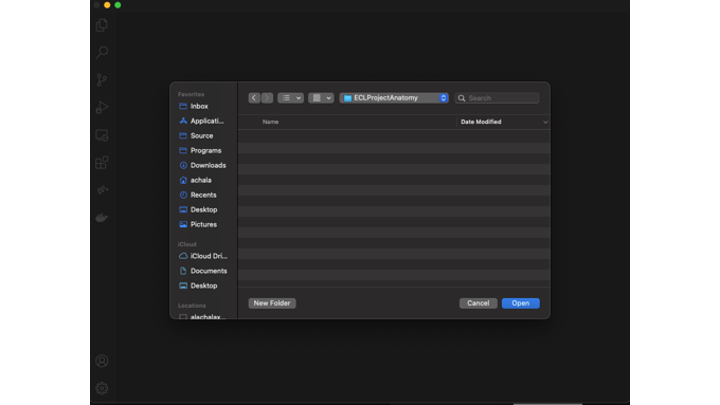 Favorites
Inbox
Applicati...
Source
Programs
Downloads
achala
Recents
Desktop
Pictures
iCloud
iCloud Dri...
Documents
Desktop
Locations
alachalax...
ECLProjectAnatomy
Search
Name
Date Modified
New Folder
Cancel
Open